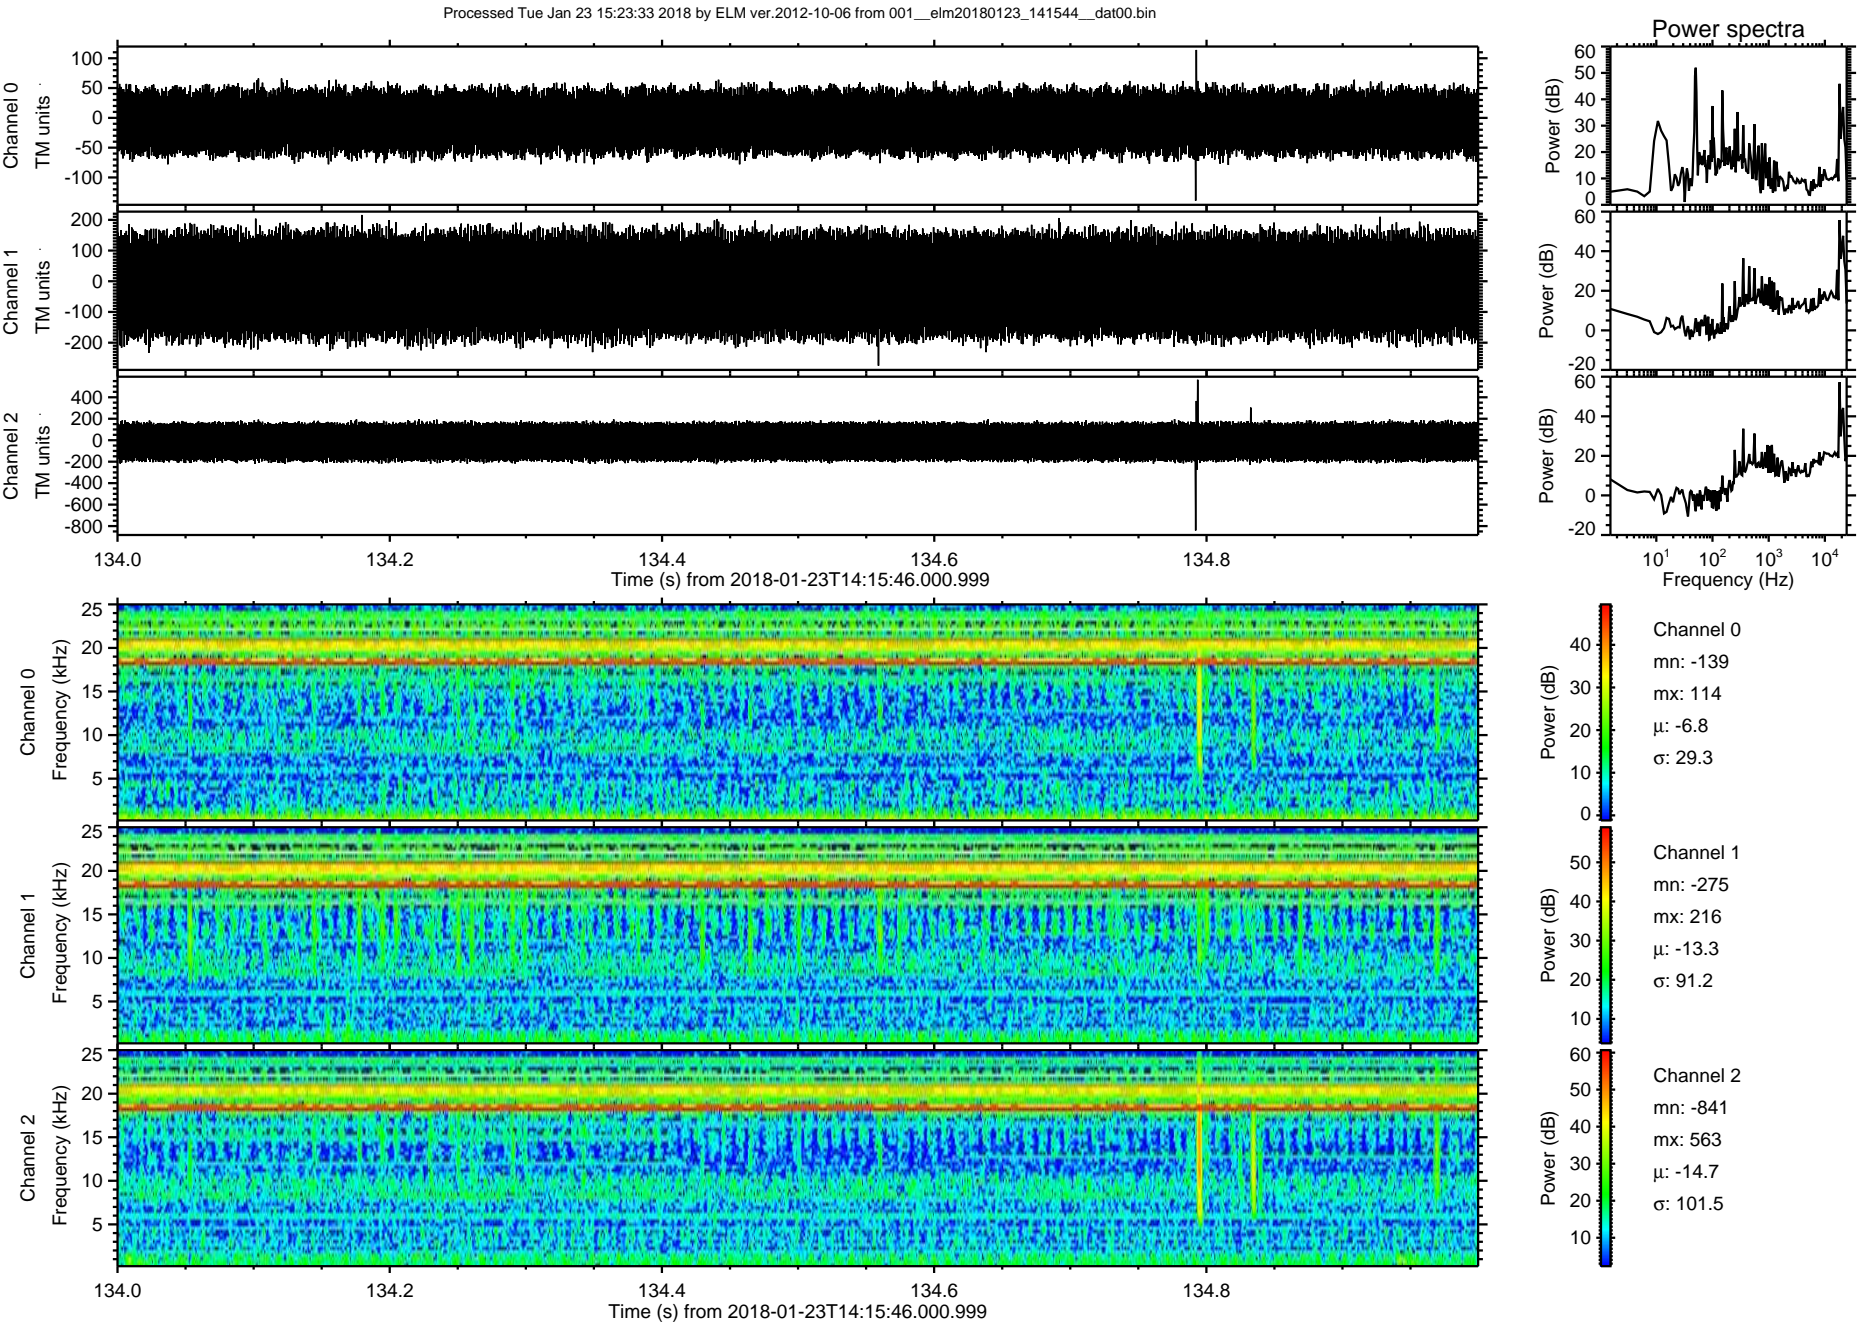 Processed Tue Jan 23 15:23:33 2018 by ELM ver.2012-10-06 from 001__elm20180123_141544__dat00.bin
Power spectra
Channel 0
TM units
100
50
0
-50
-100
Power (dB)
60
50
40
30
20
10
0
Channel 1
TM units
200
100
0
-100
-200
Power (dB)
60
40
20
0
-20
Channel 2
TM units
400
200
0
-200
-400
-600
-800
Power (dB)
60
40
20
0
-20
134.0 134.2 134.4 134.6 134.8
Time (s) from 2018-01-23T14:15:46.000.999
10^1 10^2 10^3 10^4
Frequency (Hz)
Channel 0
Frequency (kHz)
25
20
15
10
5
Power (dB)
40
30
20
10
0
Channel 0
mn: -139
mx: 114
µ: -6.8
σ: 29.3
Channel 1
Frequency (kHz)
25
20
15
10
5
Power (dB)
50
40
30
20
10
Channel 1
mn: -275
mx: 216
µ: -13.3
σ: 91.2
Channel 2
Frequency (kHz)
25
20
15
10
5
Power (dB)
60
50
40
30
20
10
Channel 2
mn: -841
mx: 563
µ: -14.7
σ: 101.5
134.0 134.2 134.4 134.6 134.8
Time (s) from 2018-01-23T14:15:46.000.999